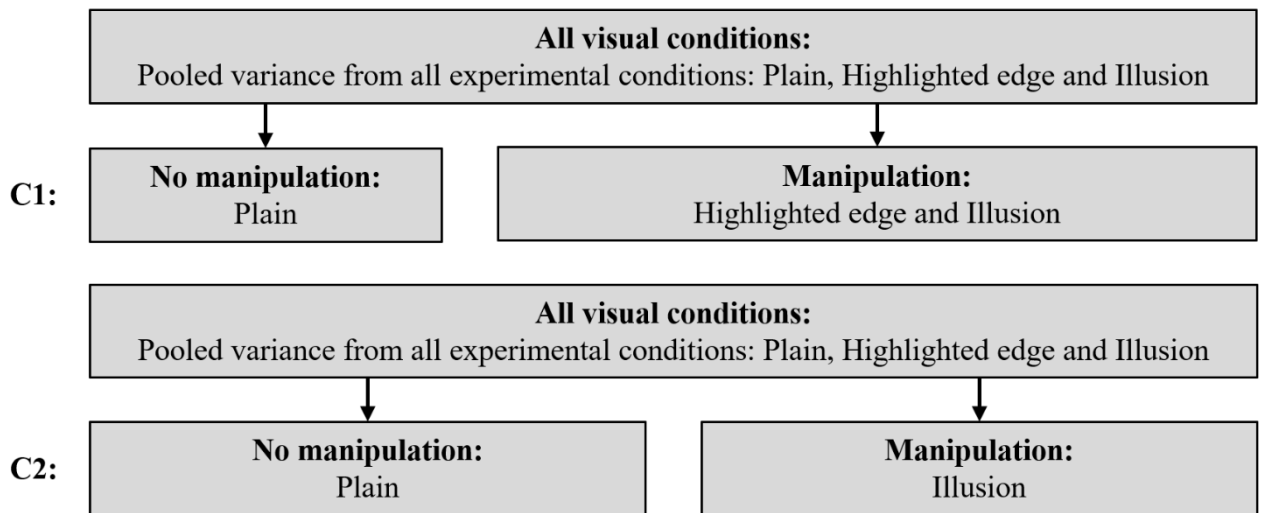 All visual conditions:
Pooled variance from all experimental conditions: Plain, Highlighted edge and Illusion
C1:
No manipulation:
Plain
Manipulation:
Highlighted edge and Illusion
All visual conditions:
Pooled variance from all experimental conditions: Plain, Highlighted edge and Illusion
C2:
No manipulation:
Plain
Manipulation:
Illusion